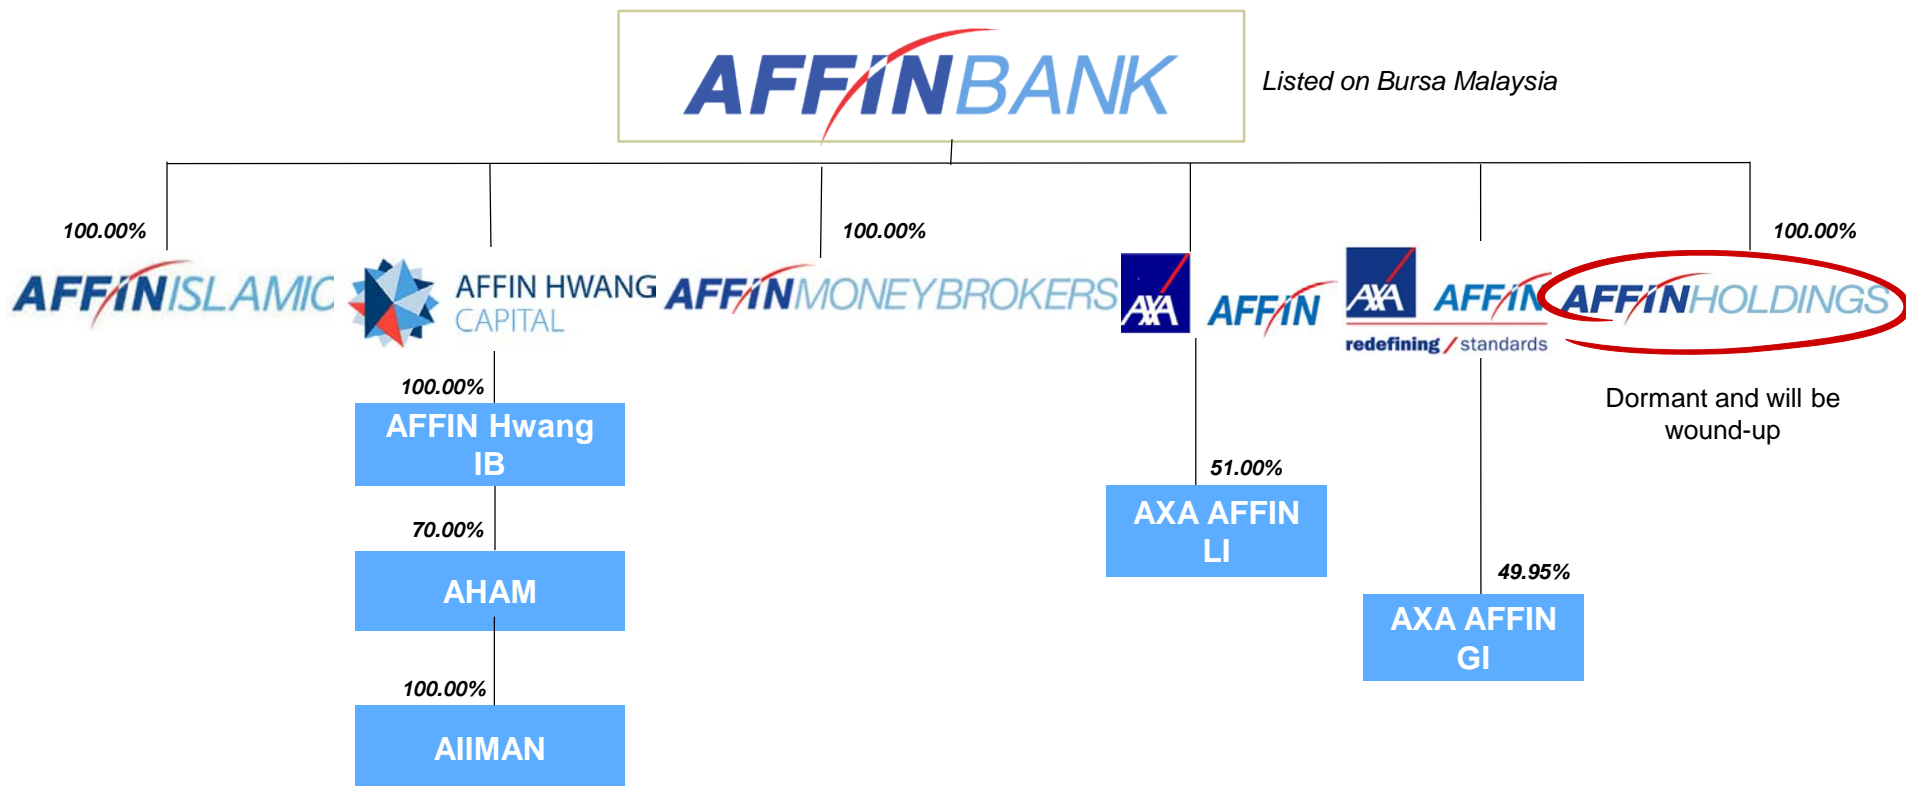 AFFINBANK
Listed on Bursa Malaysia
100.00%
100.00%
100.00%
AFFINISLAMIC
AFFIN HWANG
CAPITAL
AFFINMONEYBROKERS
AXA
AFFIN
AXA
AFFIN
redefining / standards
AFFINHOLDINGS
Dormant and will be
wound-up
100.00%
AFFIN Hwang
IB
70.00%
AHAM
100.00%
AIIMAN
51.00%
AXA AFFIN
LI
49.95%
AXA AFFIN
GI